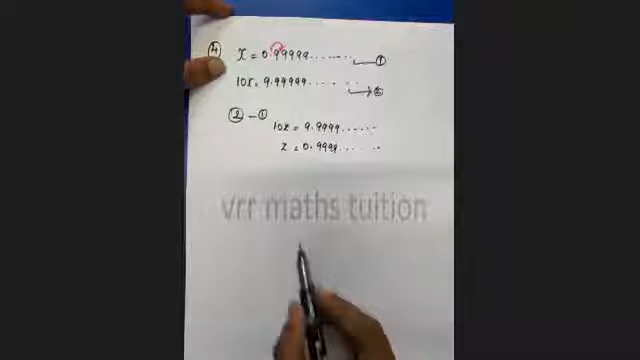 ④ x = 0.99999....... ―①
10x = 9.99999....... → ②
② - ①
10x = 9.9999......
x = 0.9999.......
vrr maths tuition